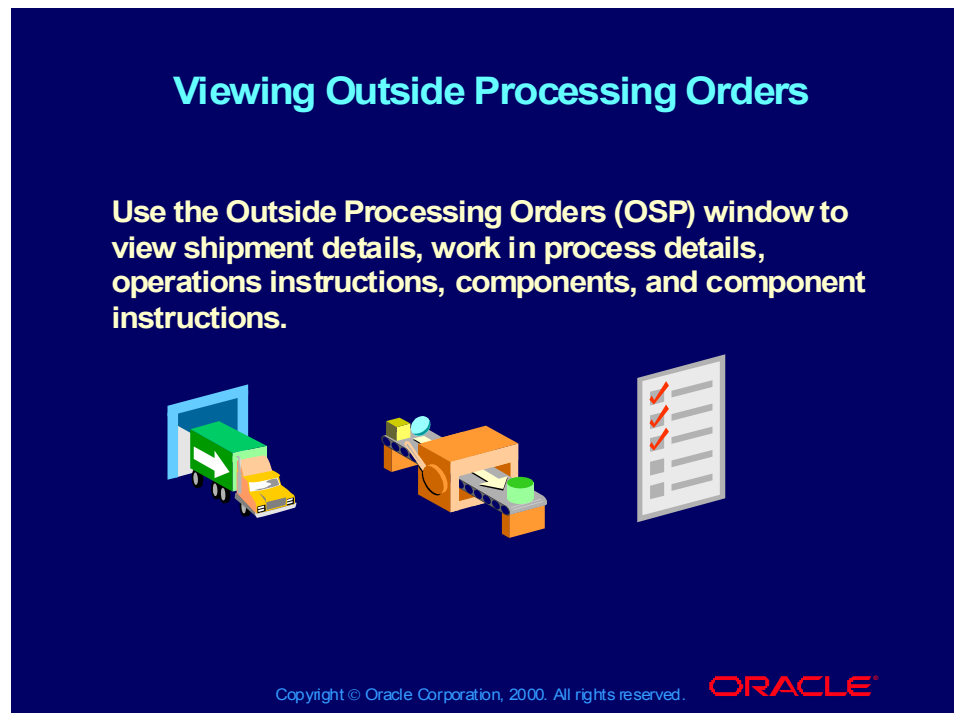 Viewing Outside Processing Orders
Use the Outside Processing Orders (OSP) window to
view shipment details, work in process details,
operations instructions, components, and component
instructions.
Copyright © Oracle Corporation, 2000. All rights reserved.
ORACLE®